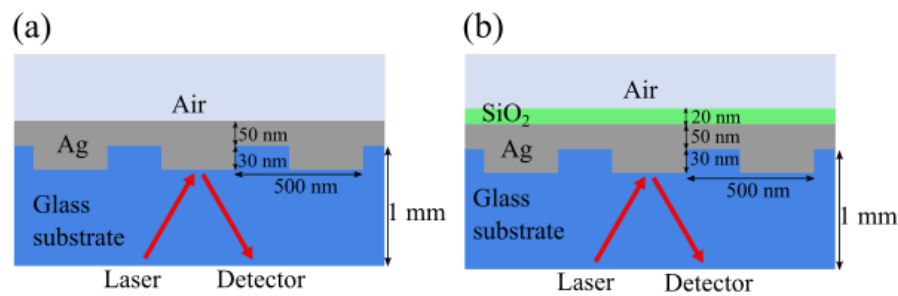 (a)
Air
Ag
50 nm
30 nm
500 nm
Glass
substrate
1 mm
Laser
Detector
(b)
Air
SiO2
20 nm
Ag
50 nm
30 nm
500 nm
Glass
substrate
1 mm
Laser
Detector